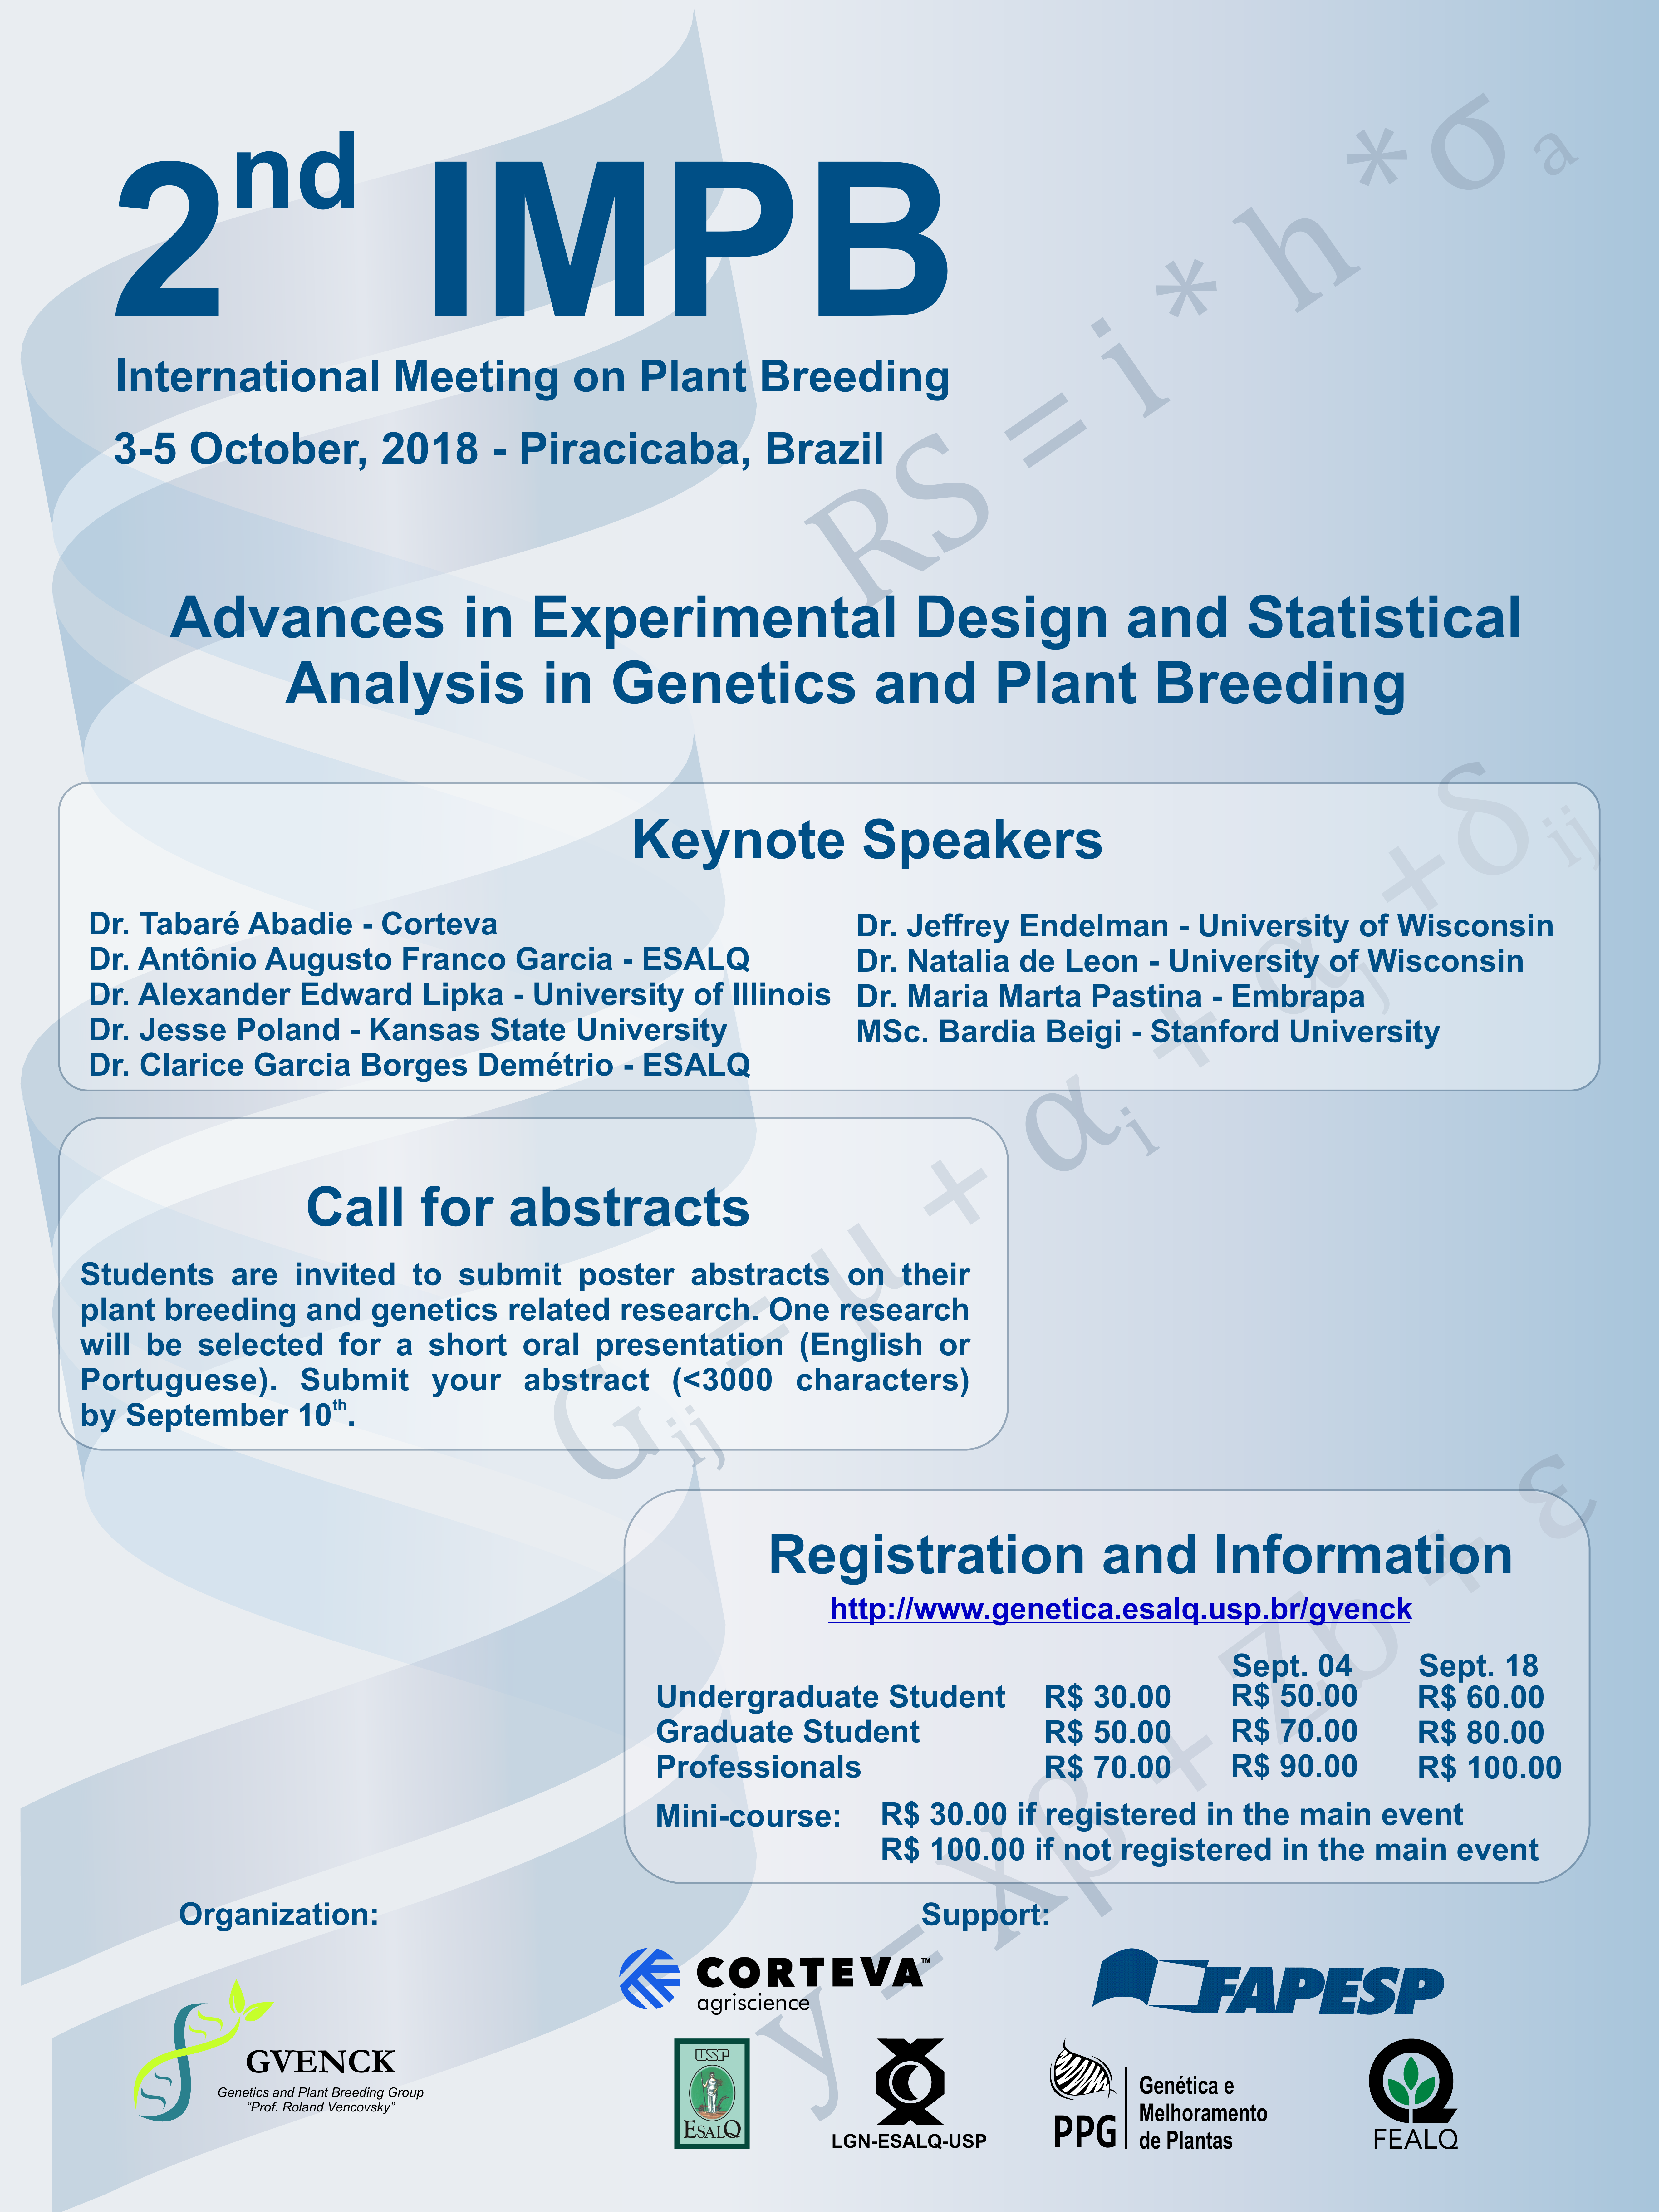 2nd IMPB
International Meeting on Plant Breeding
3-5 October, 2018 - Piracicaba, Brazil
RS = i * h * σa
Advances in Experimental Design and Statistical
Analysis in Genetics and Plant Breeding
Keynote Speakers
Dr. Tabaré Abadie - Corteva
Dr. Antônio Augusto Franco Garcia - ESALQ
Dr. Alexander Edward Lipka - University of Illinois
Dr. Jesse Poland - Kansas State University
Dr. Clarice Garcia Borges Demétrio - ESALQ
Dr. Jeffrey Endelman - University of Wisconsin
Dr. Natalia de Leon - University of Wisconsin
Dr. Maria Marta Pastina - Embrapa
MSc. Bardia Beigi - Stanford University
Gij = μ + αi + αj + δij
Call for abstracts
Students are invited to submit poster abstracts on their
plant breeding and genetics related research. One research
will be selected for a short oral presentation (English or
Portuguese). Submit your abstract (<3000 characters)
by September 10th.
Registration and Information
http://www.genetica.esalq.usp.br/gvenck
Sept. 04 Sept. 18
Undergraduate Student R$ 30.00 R$ 50.00 R$ 60.00
Graduate Student R$ 50.00 R$ 70.00 R$ 80.00
Professionals R$ 70.00 R$ 90.00 R$ 100.00
Mini-course: R$ 30.00 if registered in the main event
R$ 100.00 if not registered in the main event
y = Xβ + Zb + ε
Organization:
GVENCK
Genetics and Plant Breeding Group
“Prof. Roland Vencovsky”
Support:
CORTEVA™
agriscience
FAPESP
USP
ESALQ
LGN-ESALQ-USP
PPG
Genética e
Melhoramento
de Plantas
FEALQ